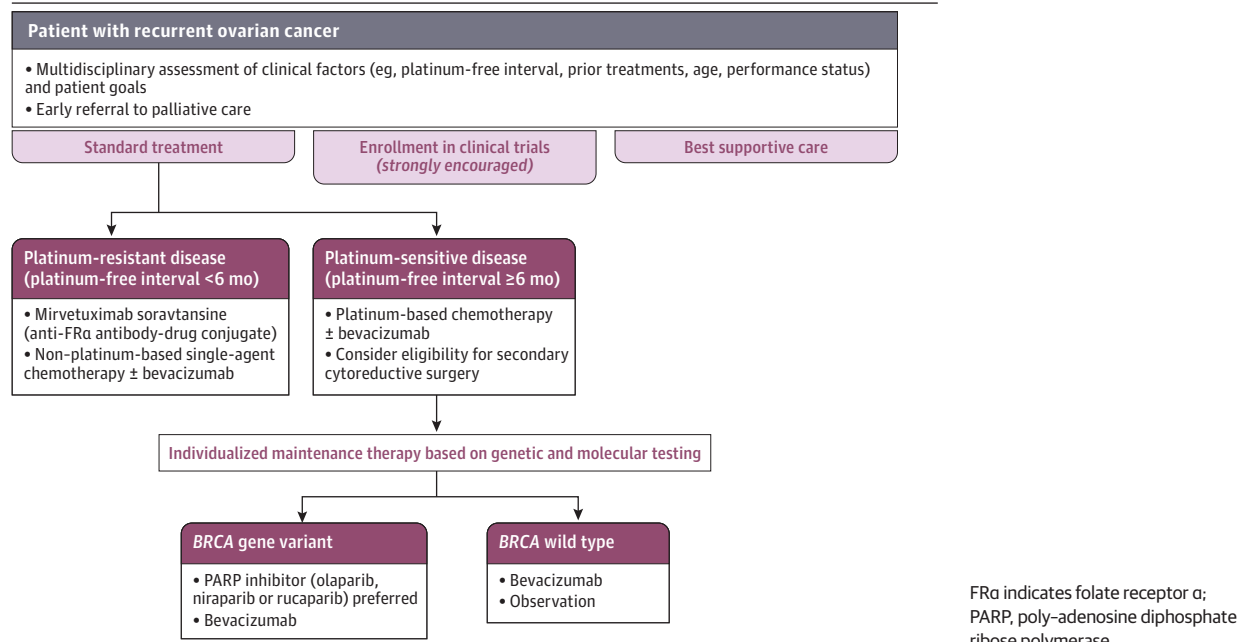 Patient with recurrent ovarian cancer
• Multidisciplinary assessment of clinical factors (eg, platinum-free interval, prior treatments, age, performance status)
and patient goals
• Early referral to palliative care
Standard treatment
Enrollment in clinical trials
(strongly encouraged)
Best supportive care
Platinum-resistant disease
(platinum-free interval <6 mo)
• Mirvetuximab soravtansine
(anti-FRα antibody-drug conjugate)
• Non-platinum-based single-agent
chemotherapy ± bevacizumab
Platinum-sensitive disease
(platinum-free interval ≥6 mo)
• Platinum-based chemotherapy
± bevacizumab
• Consider eligibility for secondary
cytoreductive surgery
Individualized maintenance therapy based on genetic and molecular testing
BRCA gene variant
• PARP inhibitor (olaparib,
niraparib or rucaparib) preferred
• Bevacizumab
BRCA wild type
• Bevacizumab
• Observation
FRα indicates folate receptor α;
PARP, poly–adenosine diphosphate
ribose polymerase